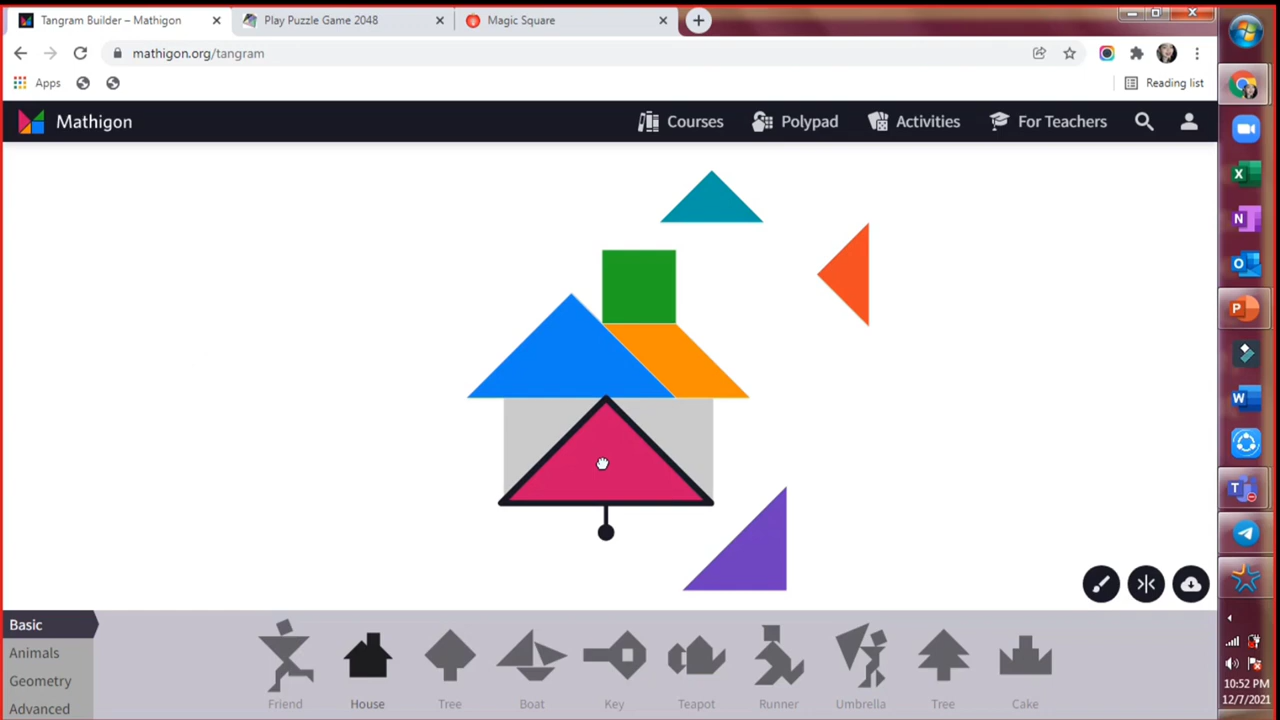 Tangram Builder – Mathigon
Play Puzzle Game 2048
Magic Square
mathigon.org/tangram
Apps
Reading list
Mathigon
Courses
Polypad
Activities
For Teachers
Basic
Animals
Geometry
Advanced
Friend
House
Tree
Boat
Key
Teapot
Runner
Umbrella
Tree
Cake
X
N
O
P
W
T
10:52 PM
12/7/2021